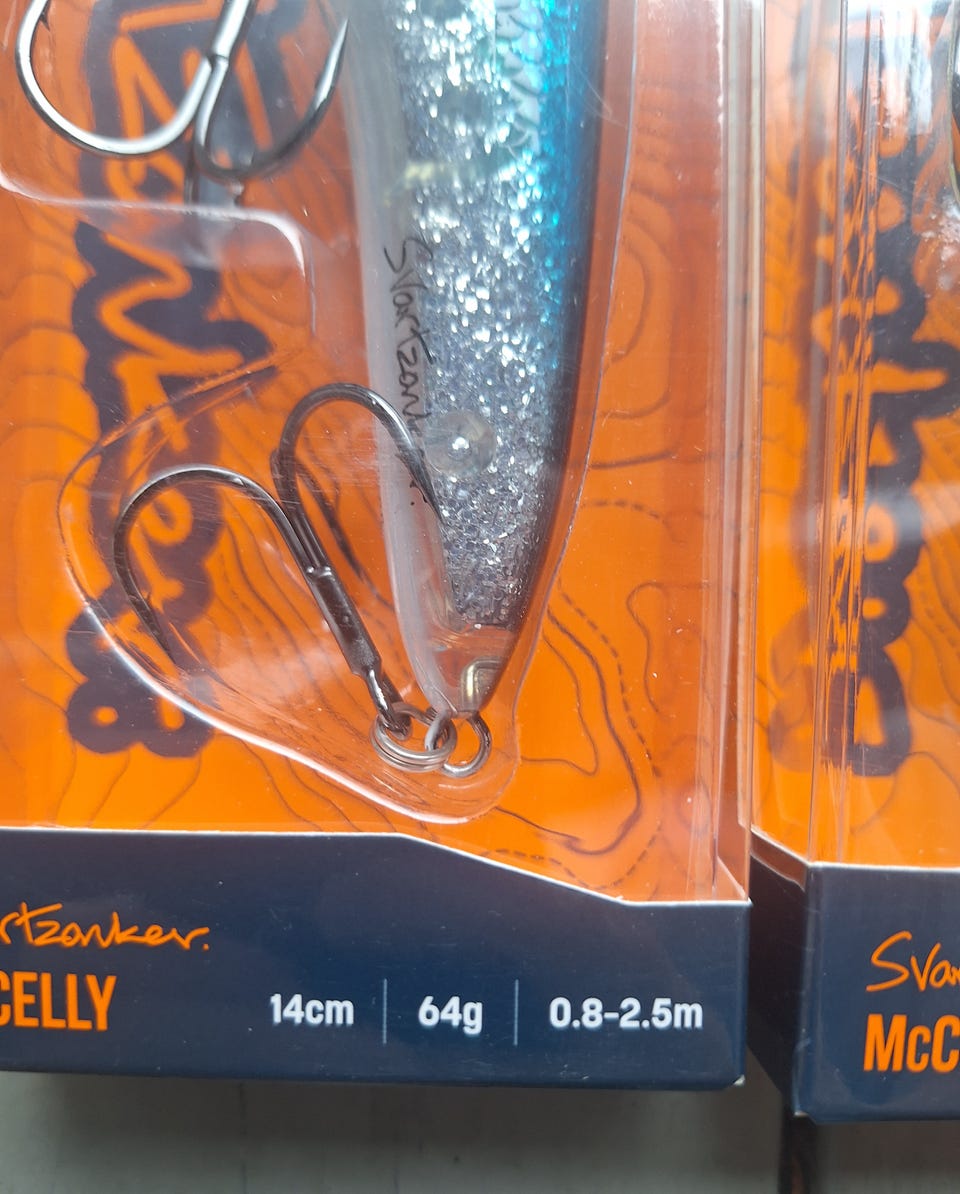 Svartzonker.
rtzonker.
CELLY
14cm
64g
0.8-2.5m
Svar
McC